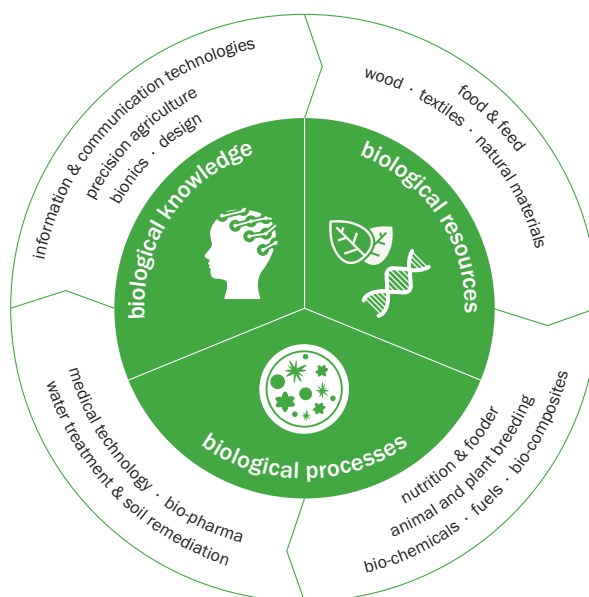 information & communication technologies
precision agriculture
bionics · design
wood · textiles · natural materials
food & feed
biological knowledge
biological resources
biological processes
medical technology · bio-pharma
water treatment & soil remediation
nutrition & fooder
animal and plant breeding
bio-chemicals · fuels · bio-composites